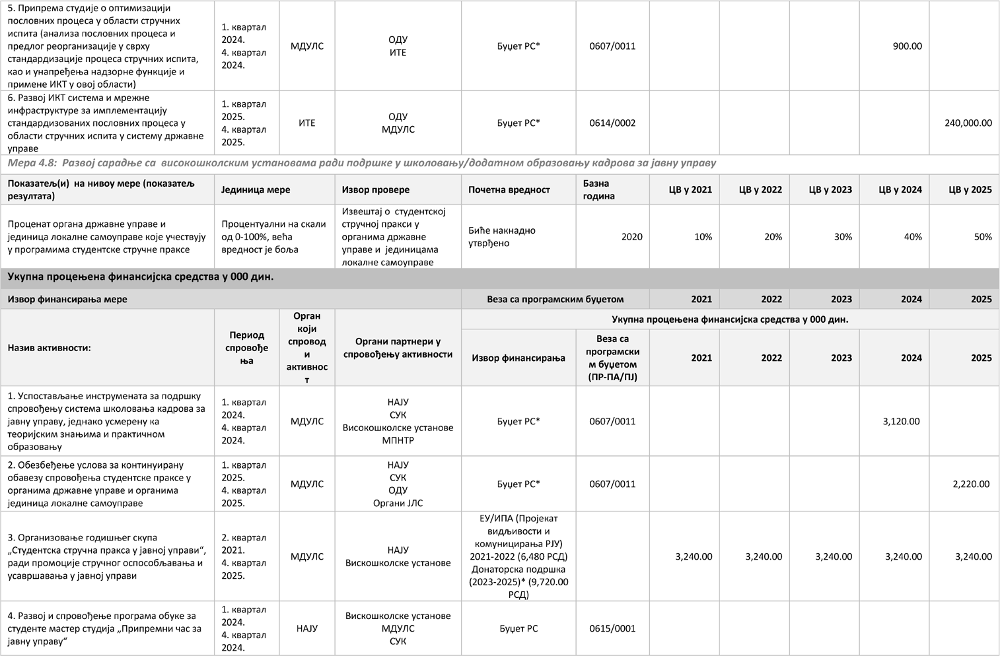 5. Припрема студије о оптимизацији
пословних процеса у области стручних
испита (анализа пословних процеса и
предлог реорганизације у сврху
стандардизације процеса стручних испита,
као и унапређења надзорне функције и
примене ИКТ у овој области)
1. квартал
2024.
4. квартал
2024.
МДУЛС
ОДУ
ИТЕ
Буџет РС*
0607/0011
900.00
6. Развој ИКТ система и мрежне
инфраструктуре за имплементацију
стандардизованих пословних процеса у
области стручних испита у систему државне
управе
1. квартал
2025.
4. квартал
2025.
ИТЕ
ОДУ
МДУЛС
Буџет РС*
0614/0002
240,000.00
Мера 4.8:  Развој сарадње са  високошколским установама ради подршке у школовању/додатном образовању кадрова за јавну управу
Показатељ(и)  на нивоу мере (показатељ
резултата)
Јединица мере
Извор провере
Почетна вредност
Базна
година
ЦВ у 2021
ЦВ у 2022
ЦВ у 2023
ЦВ у 2024
ЦВ у 2025
Проценат органа државне управе и
јединица локалне самоуправе које учествују
у програмима студентске стручне праксе
Процентуални на скали
од 0-100%, већа
вредност је боља
Извештај о  студентској
стручној пракси у
органима државне
управе и  јединицама
локалне самоуправе
Биће накнадно
утврђено
2020
10%
20%
30%
40%
50%
Укупна процењена финансијска средства у 000 дин.
Извор финансирања мере
Веза са програмским буџетом
2021
2022
2023
2024
2025
Назив активности:
Период
спровође
ња
Орган
који
спровод
и
активнос
т
Органи партнери у
спровођењу активности
Укупна процењена финансијска средства у 000 дин.
Извор финансирања
Веза са
програмски
м буџетом
(ПР-ПА/ПЈ)
2021
2022
2023
2024
2025
1. Успостављање инструмената за подршку
спровођењу система школовања кадрова за
јавну управу, једнако усмерену ка
теоријским знањима и практичном
образовању
1. квартал
2024.
4. квартал
2024.
МДУЛС
НАЈУ
СУК
Високошколске установе
МПНТР
Буџет РС*
0607/0011
3,120.00
2. Обезбеђење услова за континуирану
обавезу спровођења студентске праксе у
органима државне управе и органима
јединица локалне самоуправе
1. квартал
2025.
4. квартал
2025.
МДУЛС
НАЈУ
СУК
ОДУ
Органи ЈЛС
Буџет РС*
0607/0011
2,220.00
3. Организовање годишњег скупа
„Студентска стручна пракса у јавној управи“,
ради промоције стручног оспособљавања и
усавршавања у јавној управи
2. квартал
2021.
4. квартал
2025.
МДУЛС
НАЈУ
Вискошколске установе
ЕУ/ИПА (Пројекат
видљивости и
комуницирања РЈУ)
2021-2022 (6,480 РСД)
Донаторска подршка
(2023-2025)* (9,720.00
РСД)
3,240.00
3,240.00
3,240.00
3,240.00
3,240.00
4. Развој и спровођење програма обуке за
студенте мастер студија „Припремни час за
јавну управу“
1. квартал
2024.
4. квартал
2024.
НАЈУ
Вискошколске установе
МДУЛС
СУК
Буџет РС
0615/0001